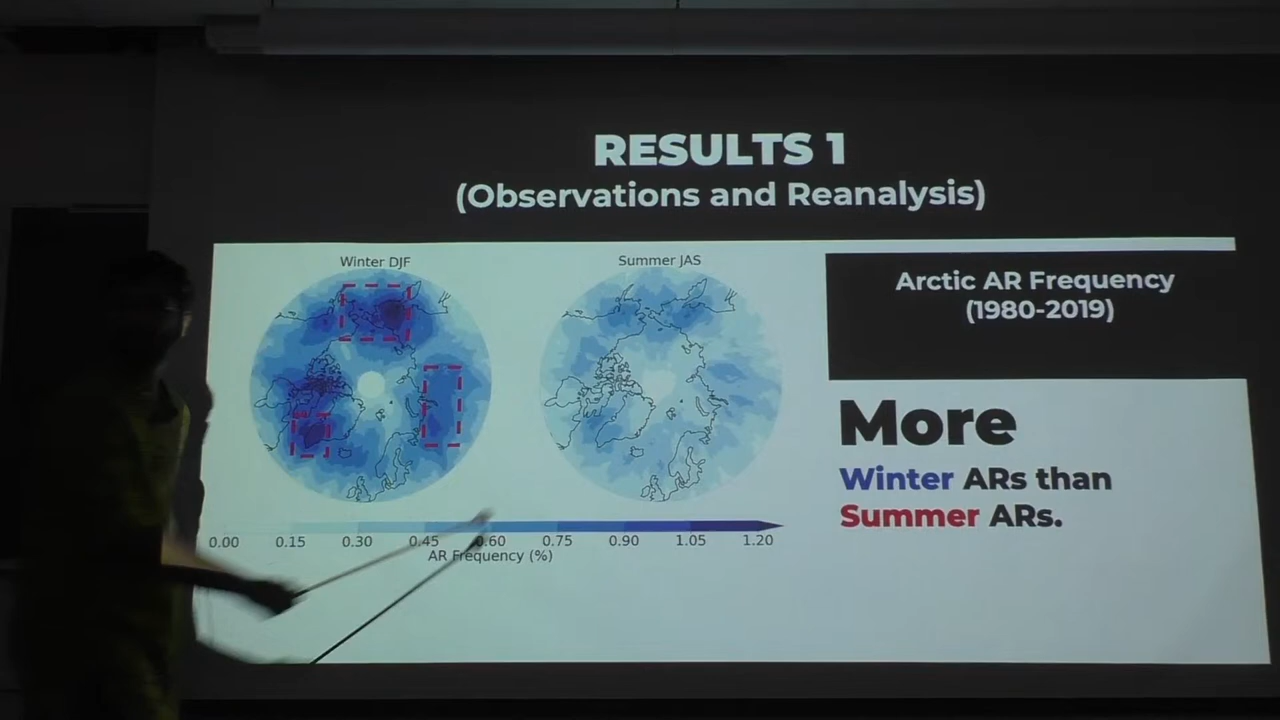 RESULTS 1
(Observations and Reanalysis)
Winter DJF
Summer JAS
0.00 0.15 0.30 0.45 0.60 0.75 0.90 1.05 1.20
AR Frequency (%)
Arctic AR Frequency
(1980-2019)
More
Winter ARs than
Summer ARs.